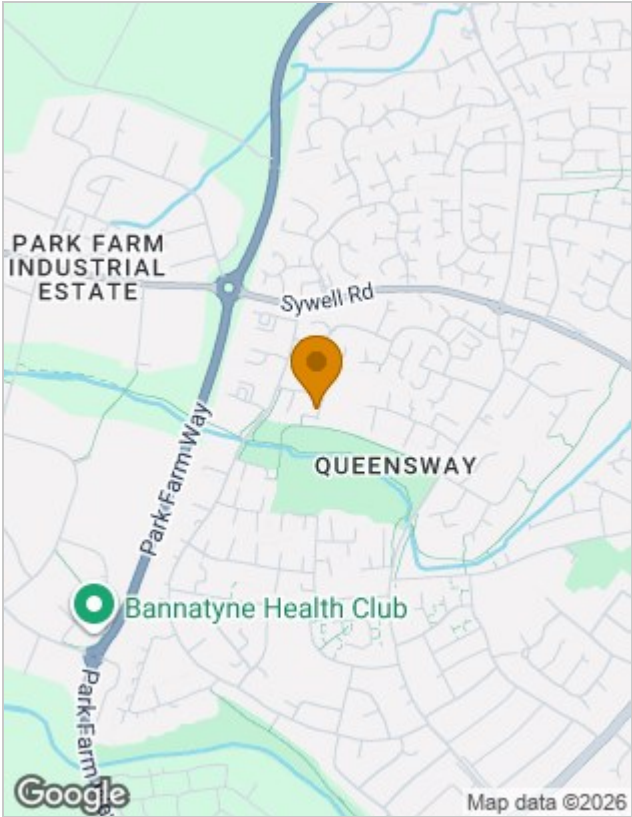 PARK FARM
INDUSTRIAL
ESTATE
Sywell Rd
Park Farm Way
QUEENSWAY
Bannatyne Health Club
Park Farm
Google
Map data ©2026